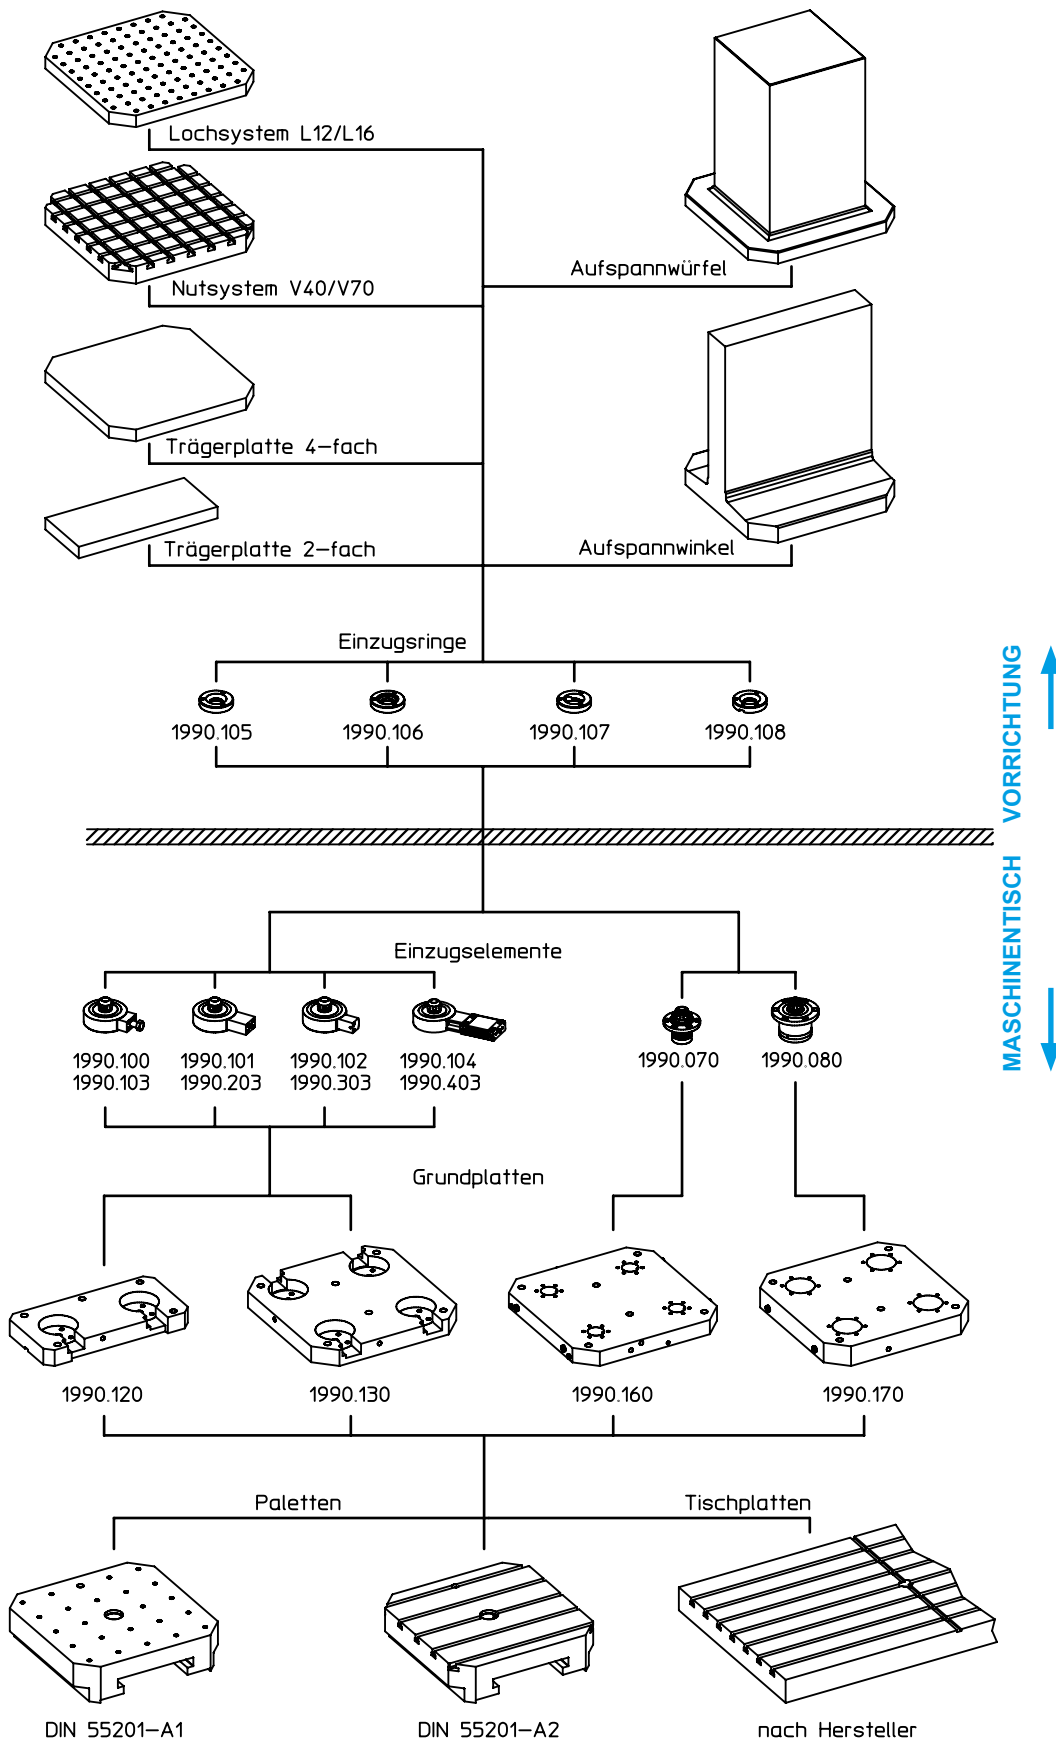 Lochsystem L12/L16
Nutsystem V40/V70
Aufspannwürfel
Trägerplatte 4-fach
Trägerplatte 2-fach
Aufspannwinkel
Einzugsringe
1990.105
1990.106
1990.107
1990.108
VORRICHTUNG
MASCHINENTISCH
Einzugselemente
1990.100
1990.103
1990.101
1990.203
1990.102
1990.303
1990.104
1990.403
1990.070
1990.080
Grundplatten
1990.120
1990.130
1990.160
1990.170
Paletten
Tischplatten
DIN 55201-A1
DIN 55201-A2
nach Hersteller